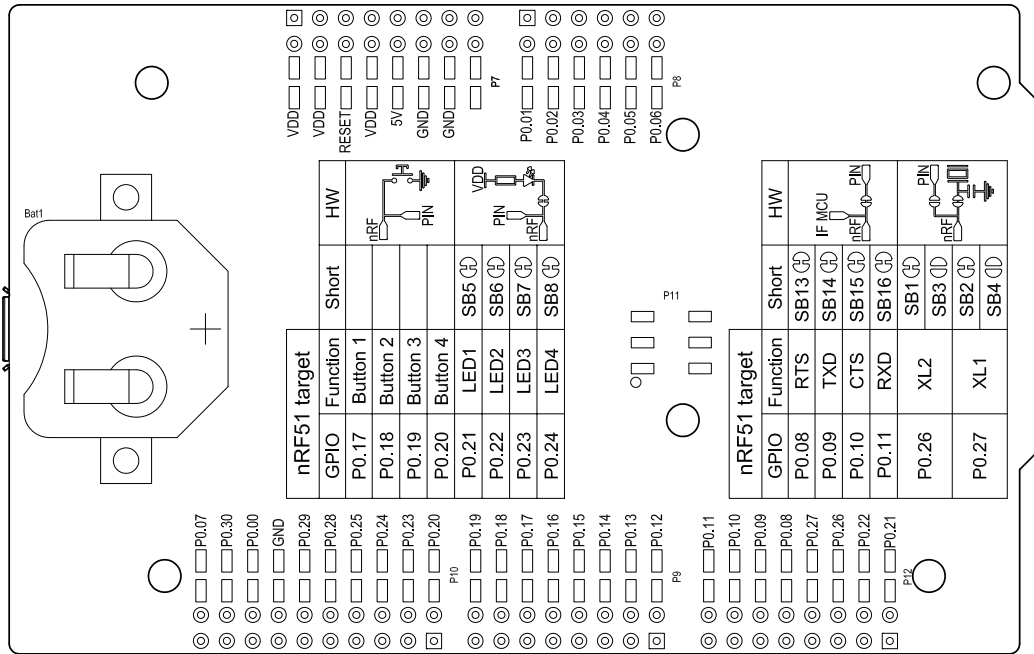 VDD
VDD
RESET
VDD
5V
GND
GND
P7
P0.01
P0.02
P0.03
P0.04
P0.05
P0.06
P8
Bat1
nRF51 target
GPIO Function Short HW
P0.17 Button 1
P0.18 Button 2
P0.19 Button 3
P0.20 Button 4
nRF PIN
P0.21 LED1 SB5
P0.22 LED2 SB6
P0.23 LED3 SB7
P0.24 LED4 SB8
VDD PIN nRF
P11
nRF51 target
GPIO Function Short HW
P0.08 RTS SB13
P0.09 TXD SB14
P0.10 CTS SB15
P0.11 RXD SB16
IF MCU nRF PIN
P0.26 XL2 SB1
SB3
P0.27 XL1 SB2
SB4
nRF PIN
P0.07
P0.30
P0.00
GND
P0.29
P0.28
P0.25
P0.24
P0.23
P0.20
P10
P0.19
P0.18
P0.17
P0.16
P0.15
P0.14
P0.13
P0.12
P9
P0.11
P0.10
P0.09
P0.08
P0.27
P0.26
P0.22
P0.21
P12